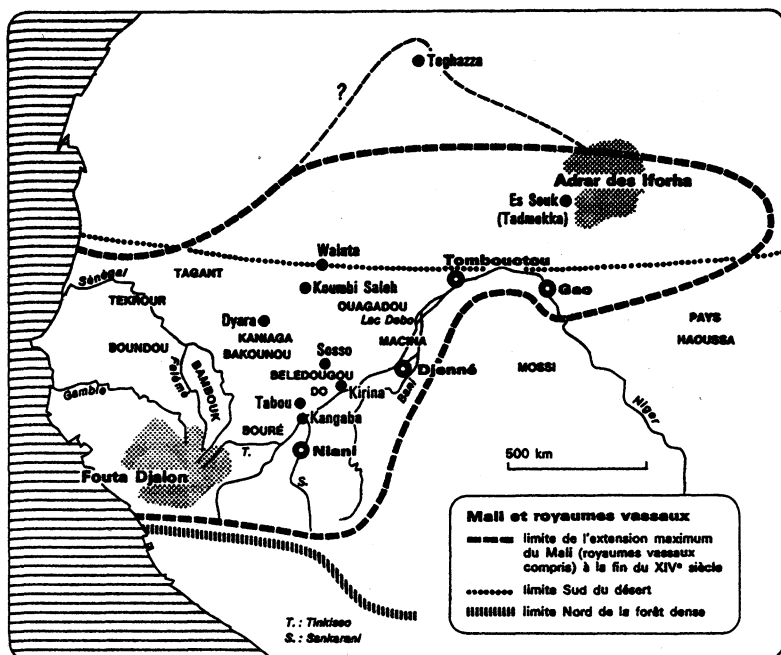 Teghazza
?
Adrar des Iforha
Es Souk
(Tadmekka)
Walata
Tombouctou
Sénégal
TAGANT
Koumbi Saleh
Gao
OUAGADOU
TEKROUR
Lac Debo
Dyara
KANIAGA
MACINA
PAYS
HAOUSSA
BOUNDOU
BAKOUNOU
Sosso
BELEDOUGOU
Djenné
MOSSI
Falémé
BAMBOUK
DO
Kirina
Bani
Gambie
Tabou
Kangaba
Niger
BOURÉ
T.
Niani
500 km
Fouta Djalon
S.
Mali et royaumes vassaux
limite de l'extension maximum
du Mali (royaumes vassaux
compris) à la fin du XIVe siècle
limite Sud du désert
limite Nord de la forêt dense
T. : Tinkisso
S. : Sankarani